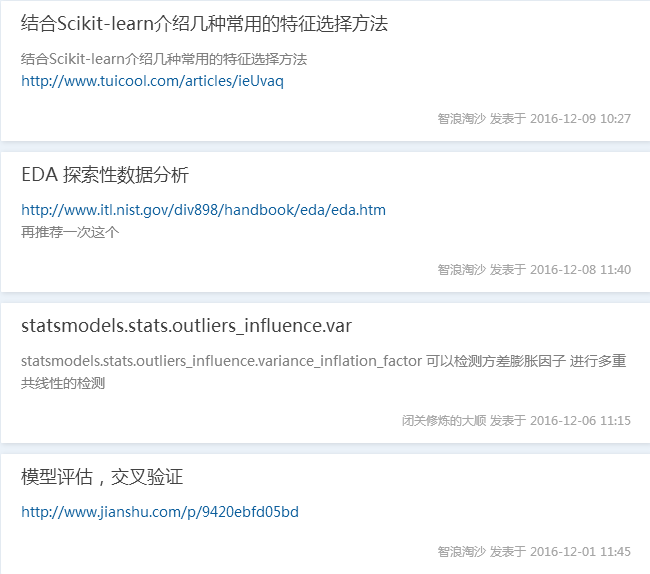 结合Scikit-learn介绍几种常用的特征选择方法
结合Scikit-learn介绍几种常用的特征选择方法
http://www.tuicool.com/articles/ieUvaq
智浪淘沙 发表于 2016-12-09 10:27
EDA 探索性数据分析
http://www.itl.nist.gov/div898/handbook/eda/eda.htm
再推荐一次这个
智浪淘沙 发表于 2016-12-08 11:40
statsmodels.stats.outliers_influence.var
statsmodels.stats.outliers_influence.variance_inflation_factor 可以检测方差膨胀因子 进行多重
共线性的检测
闭关修炼的大顺 发表于 2016-12-06 11:15
模型评估，交叉验证
http://www.jianshu.com/p/9420ebfd05bd
智浪淘沙 发表于 2016-12-01 11:45